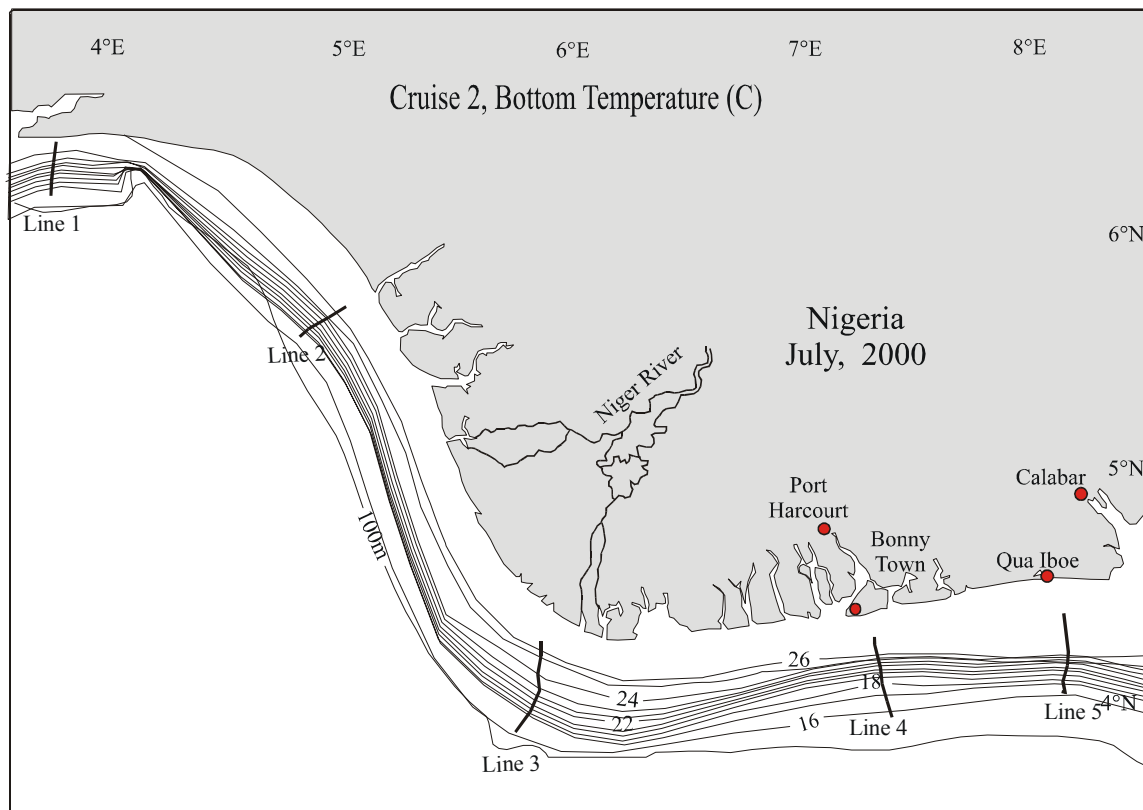 4°E
5°E
6°E
7°E
8°E
Cruise 2, Bottom Temperature (C)
Line 1
6°N
Nigeria
July, 2000
Line 2
Niger River
5°N
Calabar
Port
Harcourt
100m
Bonny
Town
Qua Iboe
26
24
18
22
16
4°N
Line 5
Line 4
Line 3